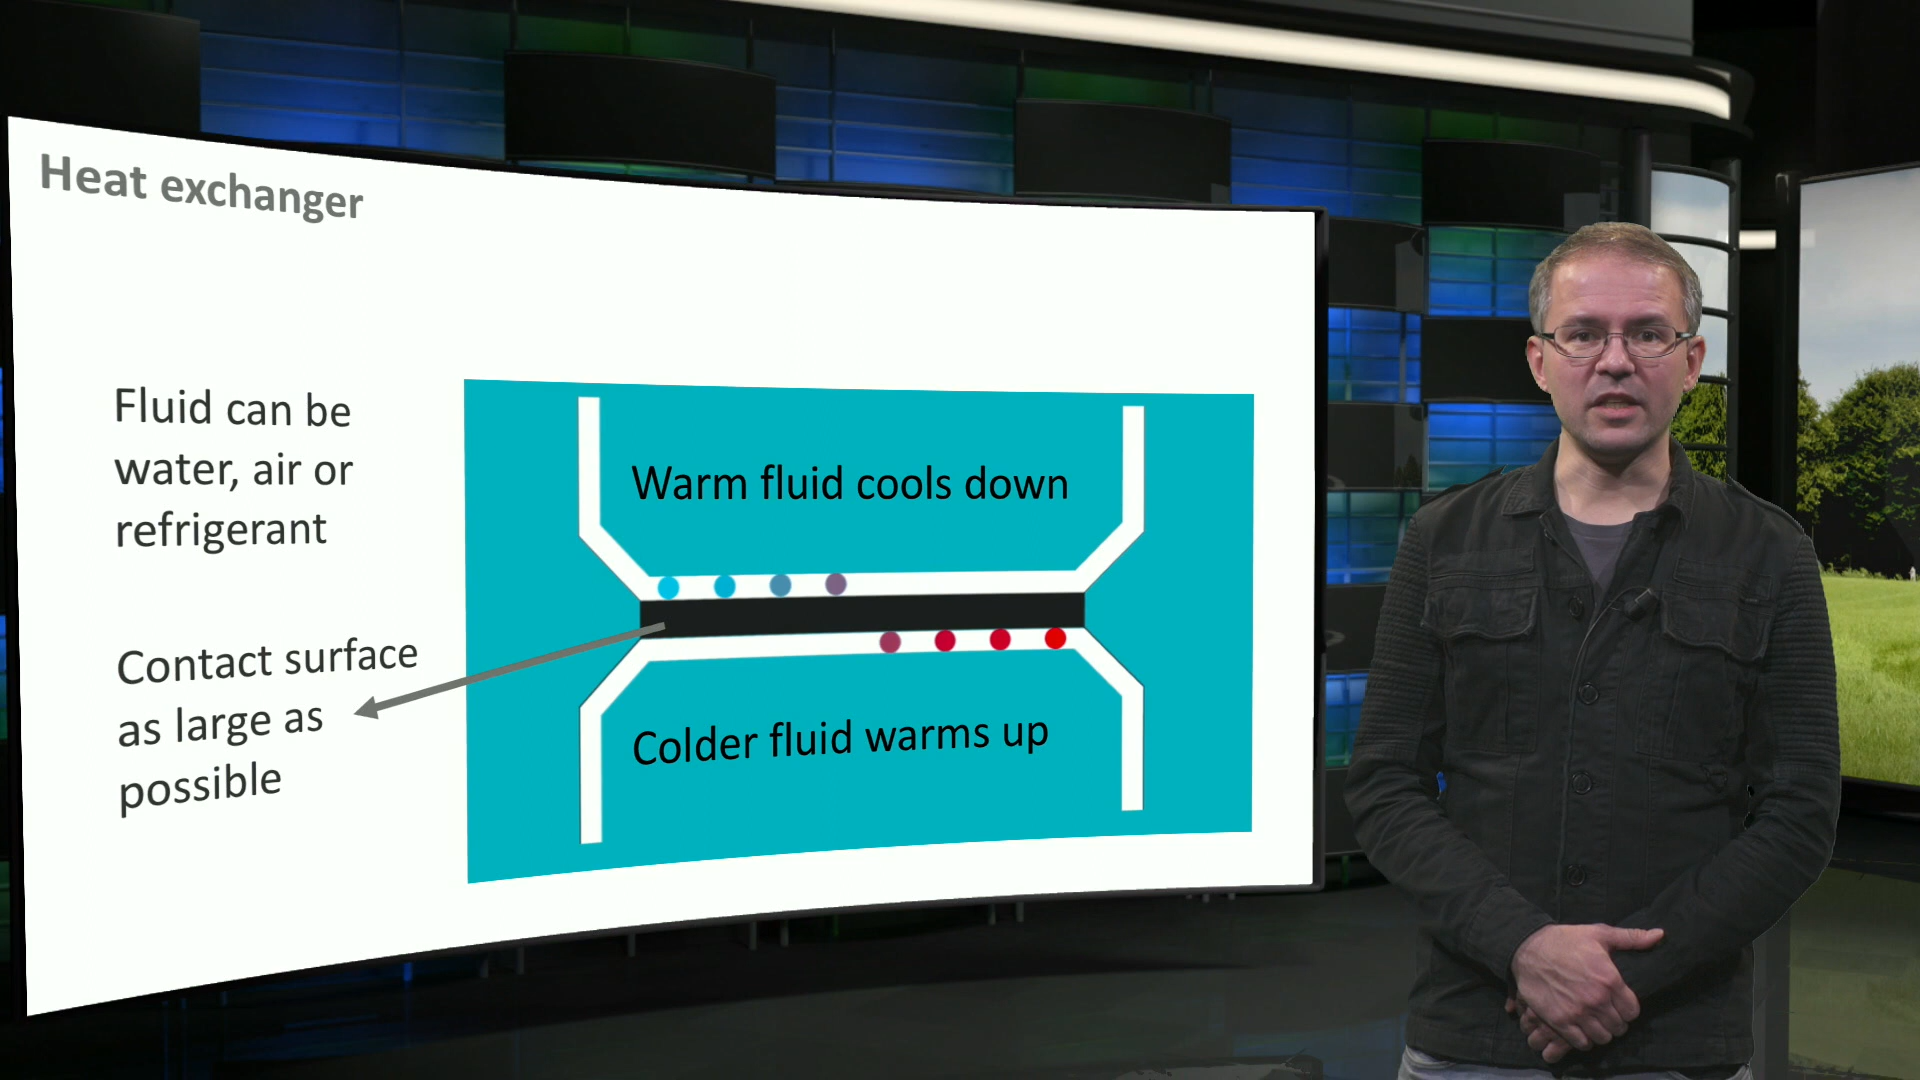 Heat exchanger
Fluid can be
water, air or
refrigerant
Contact surface
as large as
possible
Warm fluid cools down
Colder fluid warms up